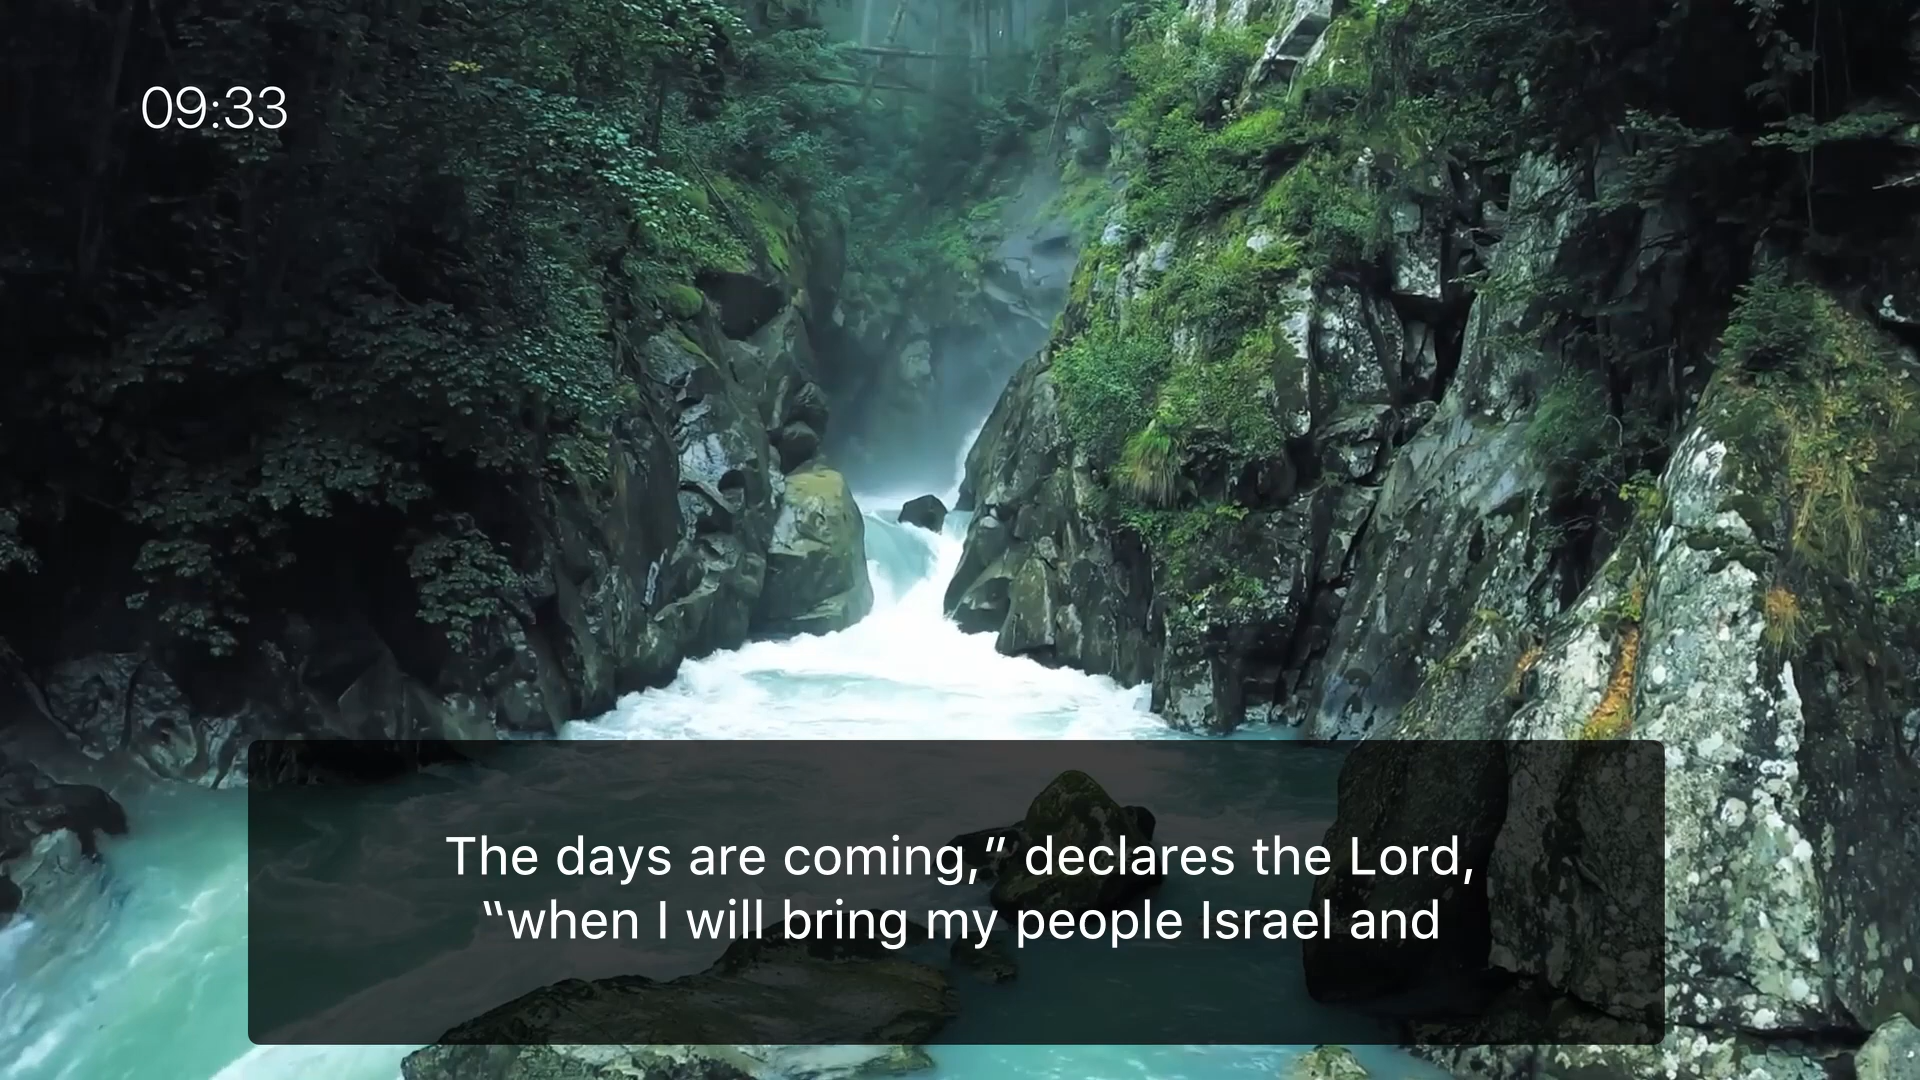 09:33
The days are coming,” declares the Lord,
“when I will bring my people Israel and